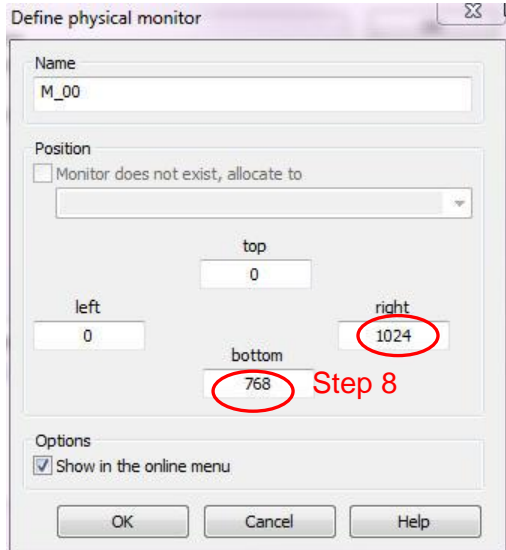 Define physical monitor
Name
M_00
Position
Monitor does not exist, allocate to
top
0
left right
0 1024
bottom
768 Step 8
Options
Show in the online menu
OK Cancel Help